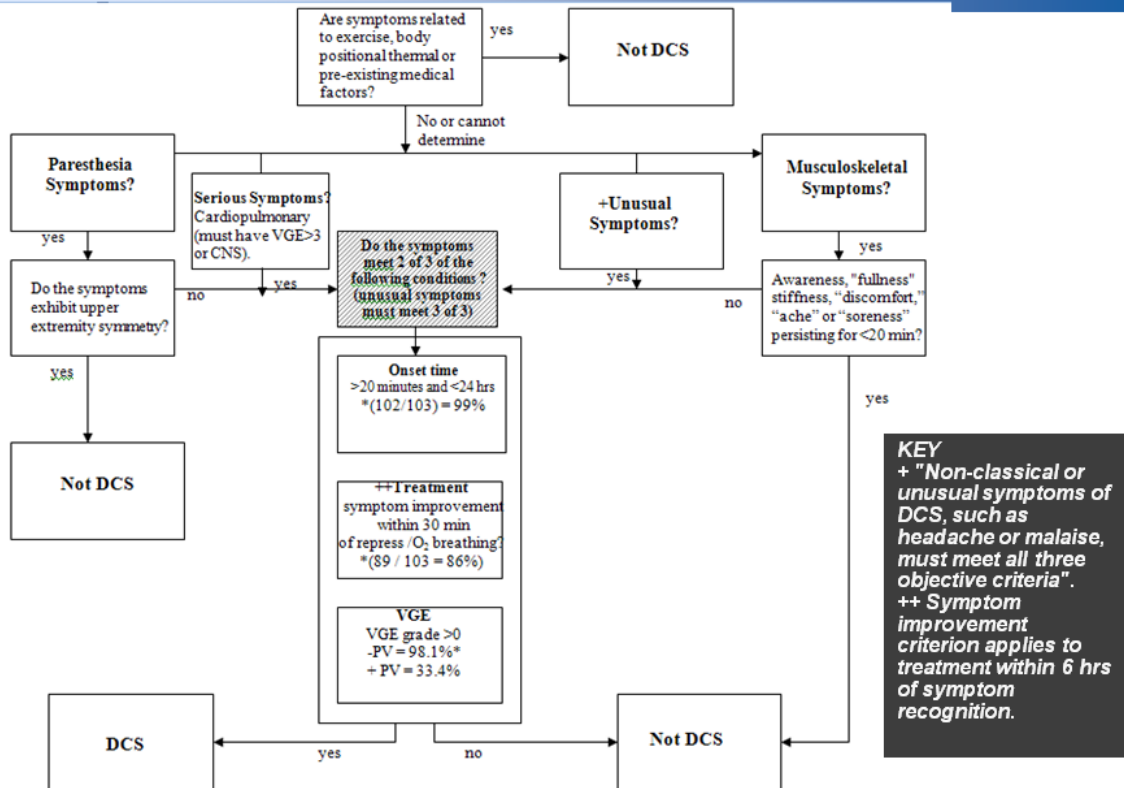 Are symptoms related
to exercise, body
positional thermal or
pre-existing medical
factors?
yes
Not DCS
No or cannot
determine
Paresthesia
Symptoms?
Serious Symptoms?
Cardiopulmonary
(must have VGE>3
or CNS).
+Unusual
Symptoms?
Musculoskeletal
Symptoms?
yes
yes
yes
yes
Do the symptoms
exhibit upper
extremity symmetry?
no
Do the symptoms
meet 2 of 3 of the
following conditions ?
(unusual symptoms
must meet 3 of 3)
no
Awareness, "fullness"
stiffness, “discomfort,”
“ache” or “soreness”
persisting for <20 min?
yes
yes
Not DCS
Onset time
>20 minutes and <24 hrs
*(102/103) = 99%
++Treatment
symptom improvement
within 30 min
of repress /O₂ breathing?
*(89 / 103 = 86%)
VGE
VGE grade >0
-PV = 98.1%*
+ PV = 33.4%
DCS
yes
no
Not DCS
KEY
+ "Non-classical or
unusual symptoms of
DCS, such as
headache or malaise,
must meet all three
objective criteria".
++ Symptom
improvement
criterion applies to
treatment within 6 hrs
of symptom
recognition.